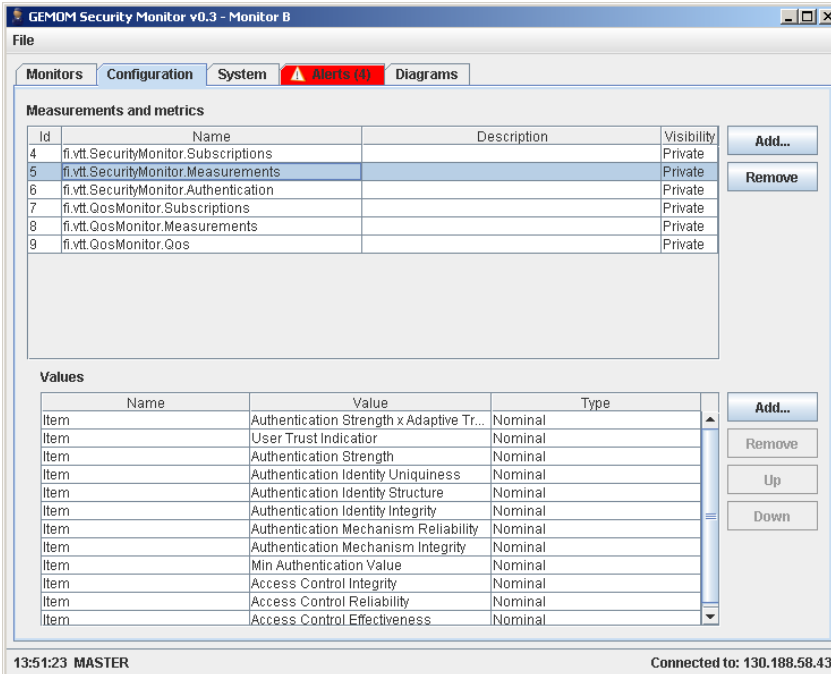 GEMOM Security Monitor v0.3 - Monitor B
File
Monitors Configuration System Alerts (4) Diagrams
Measurements and metrics
Id Name Description Visibility Add...
4 fi.vtt.SecurityMonitor.Subscriptions Private
5 fi.vtt.SecurityMonitor.Measurements Private Remove
6 fi.vtt.SecurityMonitor.Authentication Private
7 fi.vtt.QosMonitor.Subscriptions Private
8 fi.vtt.QosMonitor.Measurements Private
9 fi.vtt.QosMonitor.Qos Private
Values
Name Value Type Add...
Item Authentication Strength x Adaptive Tr... Nominal
Item User Trust Indicatior Nominal Remove
Item Authentication Strength Nominal
Item Authentication Identity Uniquiness Nominal Up
Item Authentication Identity Structure Nominal
Item Authentication Identity Integrity Nominal Down
Item Authentication Mechanism Reliability Nominal
Item Authentication Mechanism Integrity Nominal
Item Min Authentication Value Nominal
Item Access Control Integrity Nominal
Item Access Control Reliability Nominal
Item Access Control Effectiveness Nominal
13:51:23 MASTER Connected to: 130.188.58.43